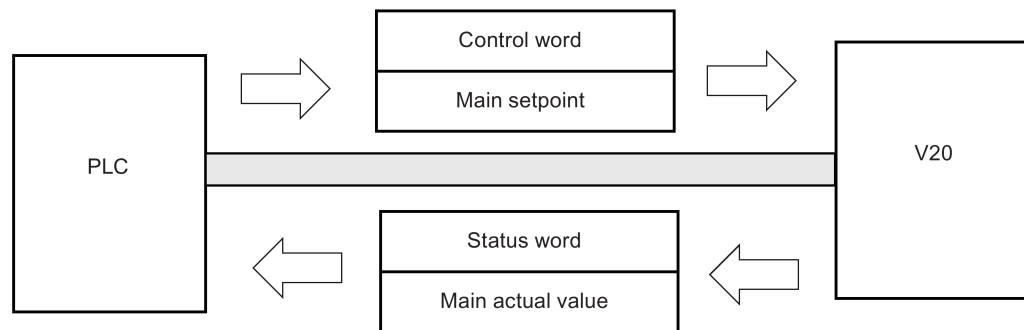 Control word
Main setpoint
PLC
V20
Status word
Main actual value